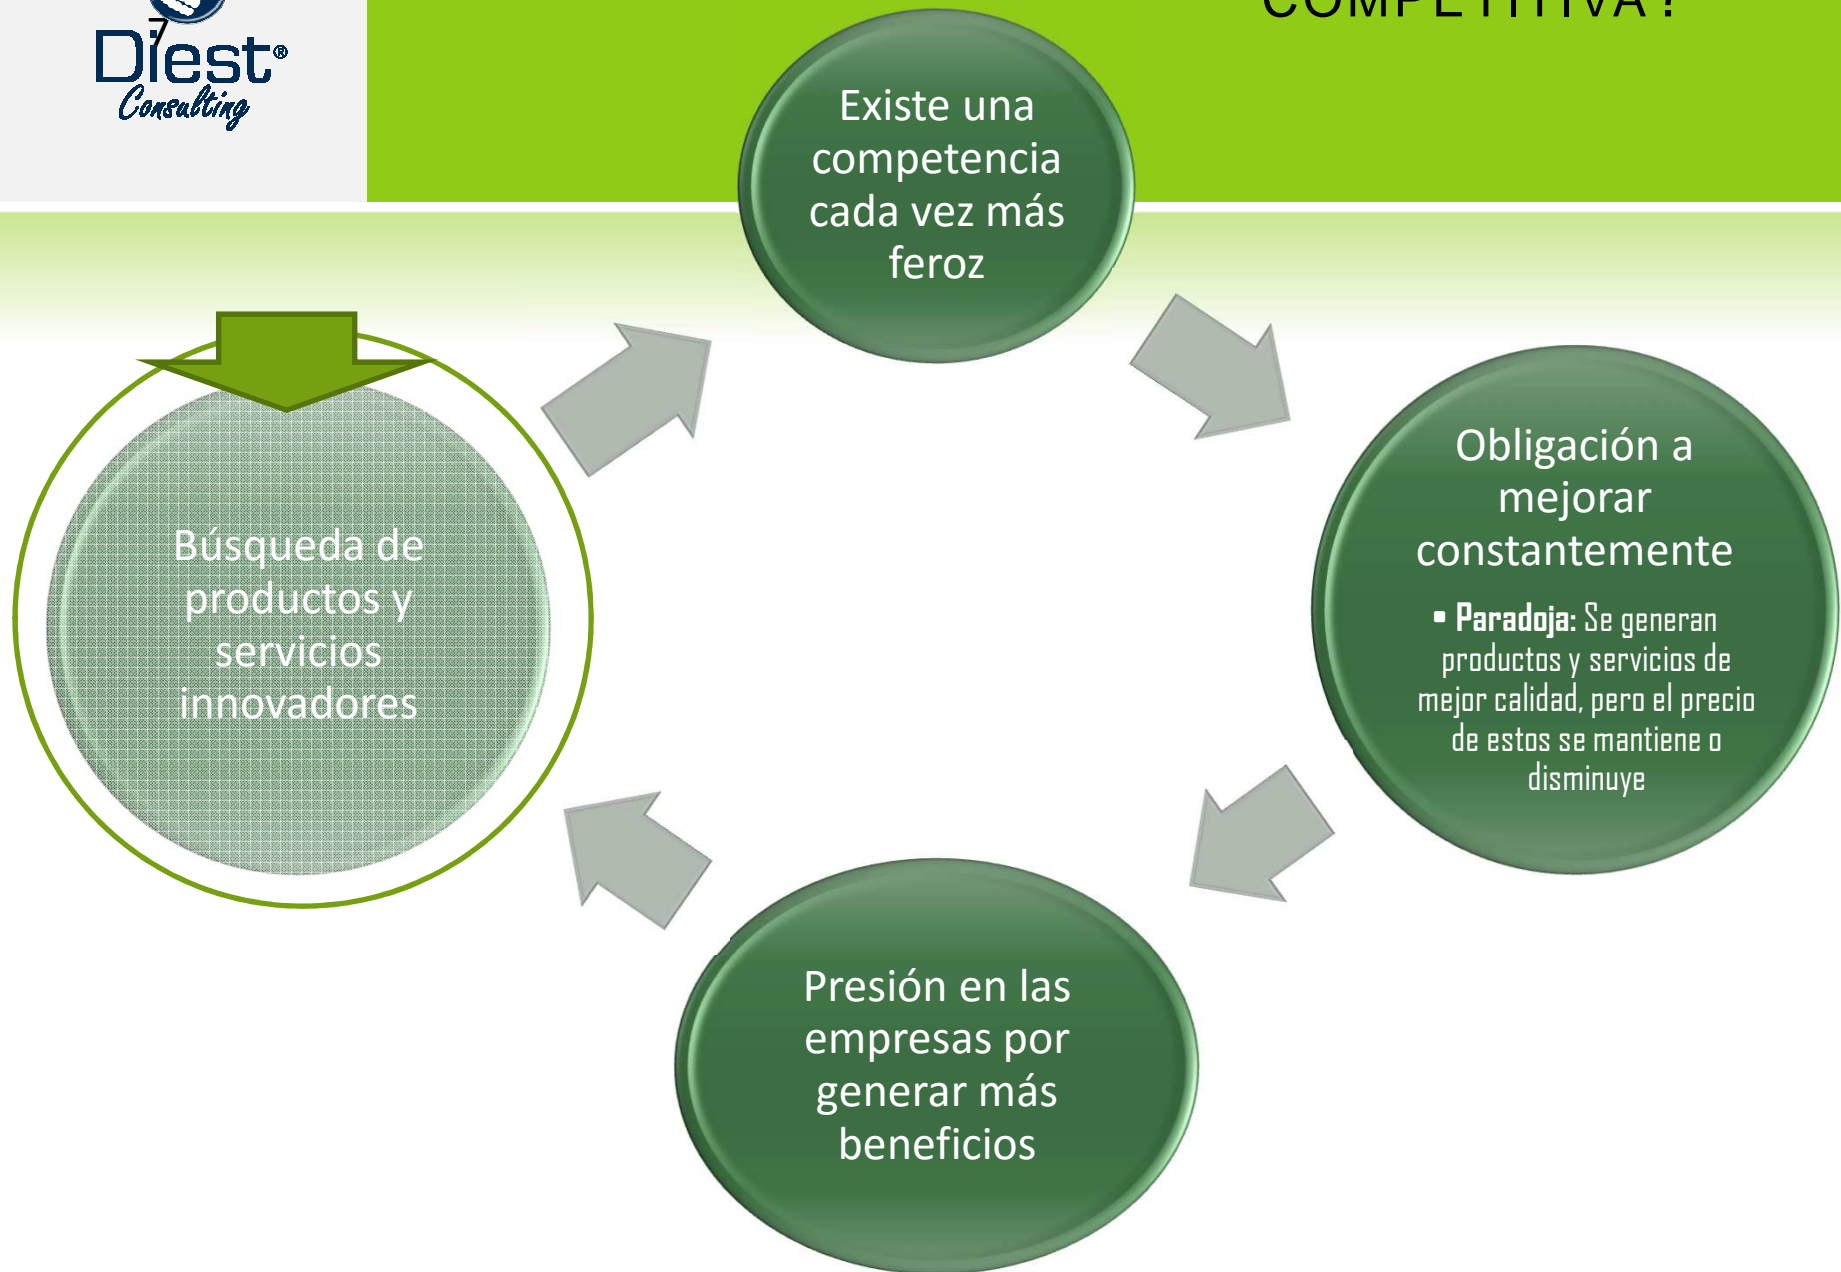 COMPETITIVA?
7
Diest®
Consulting
Existe una
competencia
cada vez más
feroz
Obligación a
mejorar
constantemente
▪ Paradoja: Se generan
productos y servicios de
mejor calidad, pero el precio
de estos se mantiene o
disminuye
Presión en las
empresas por
generar más
beneficios
Búsqueda de
productos y
servicios
innovadores